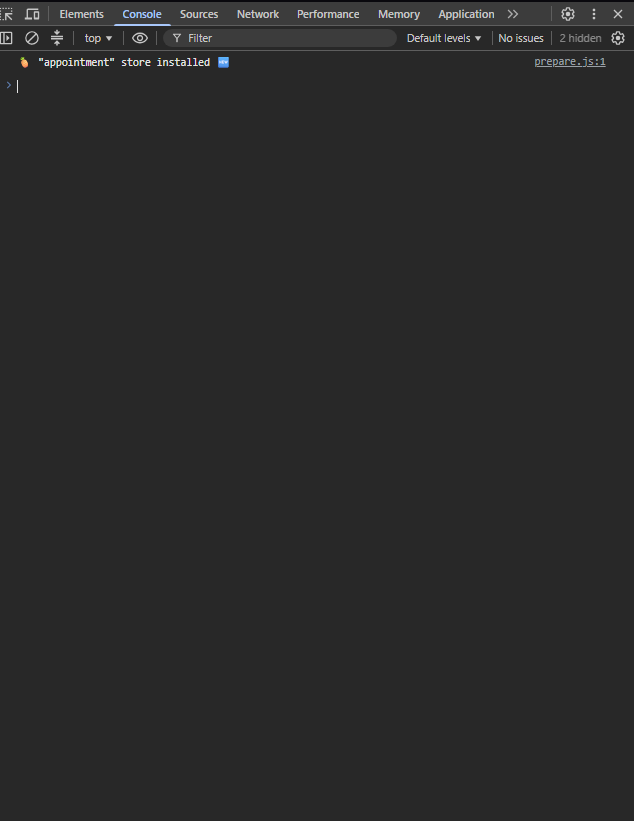 Elements Console Sources Network Performance Memory Application
top Filter Default levels No issues 2 hidden
🍍 "appointment" store installed 🆕 prepare.js:1